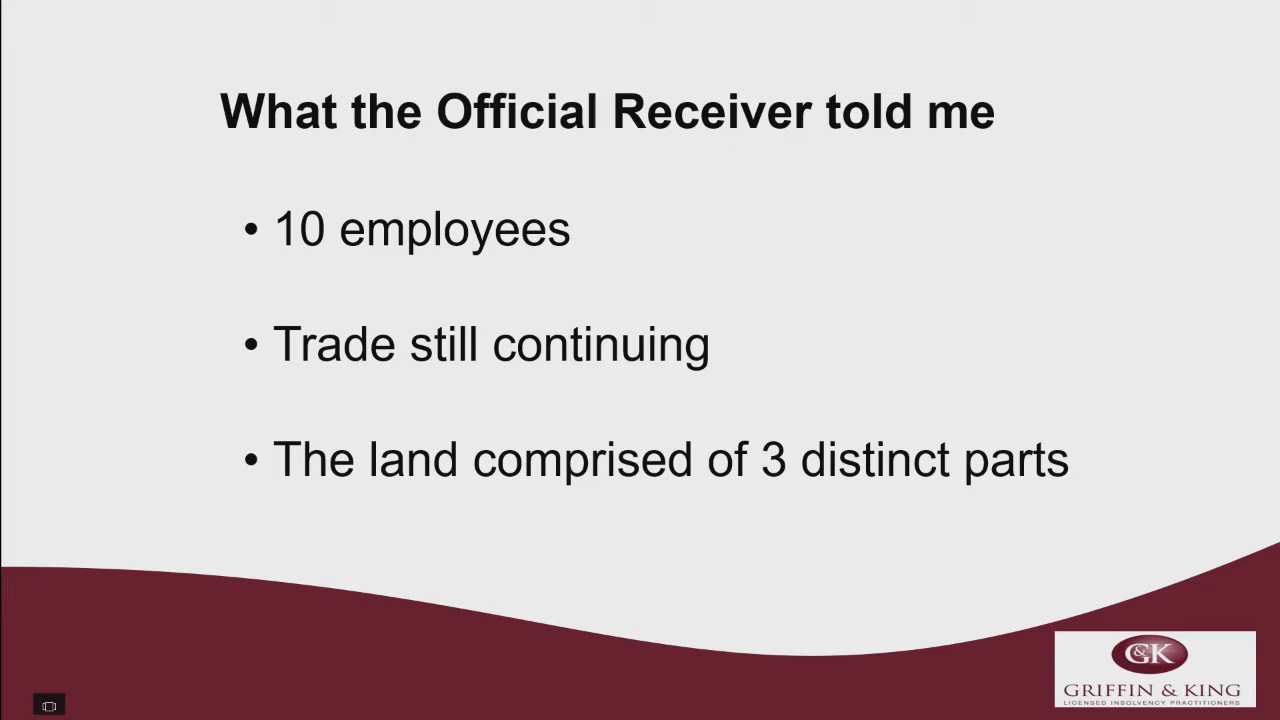 What the Official Receiver told me
• 10 employees
• Trade still continuing
• The land comprised of 3 distinct parts
G&K
GRIFFIN & KING
LICENSED INSOLVENCY PRACTITIONERS